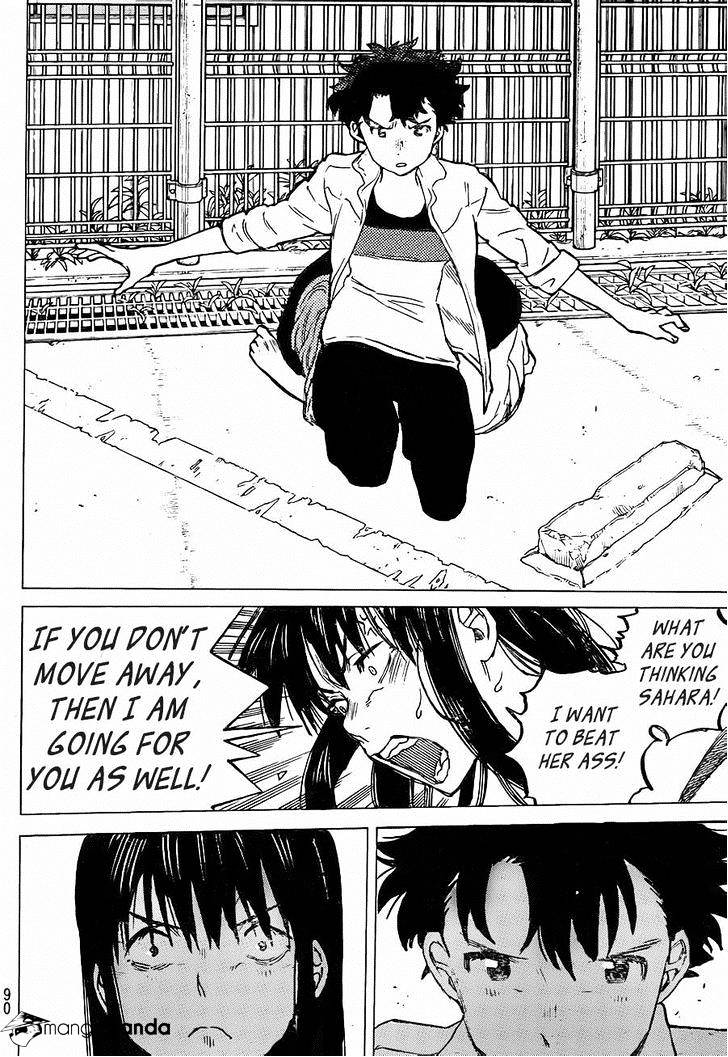 WHAT
ARE YOU
THINKING
SAHARA!
I WANT
TO BEAT
HER ASS!
IF YOU DON'T
MOVE AWAY,
THEN I AM
GOING FOR
YOU AS WELL!
90